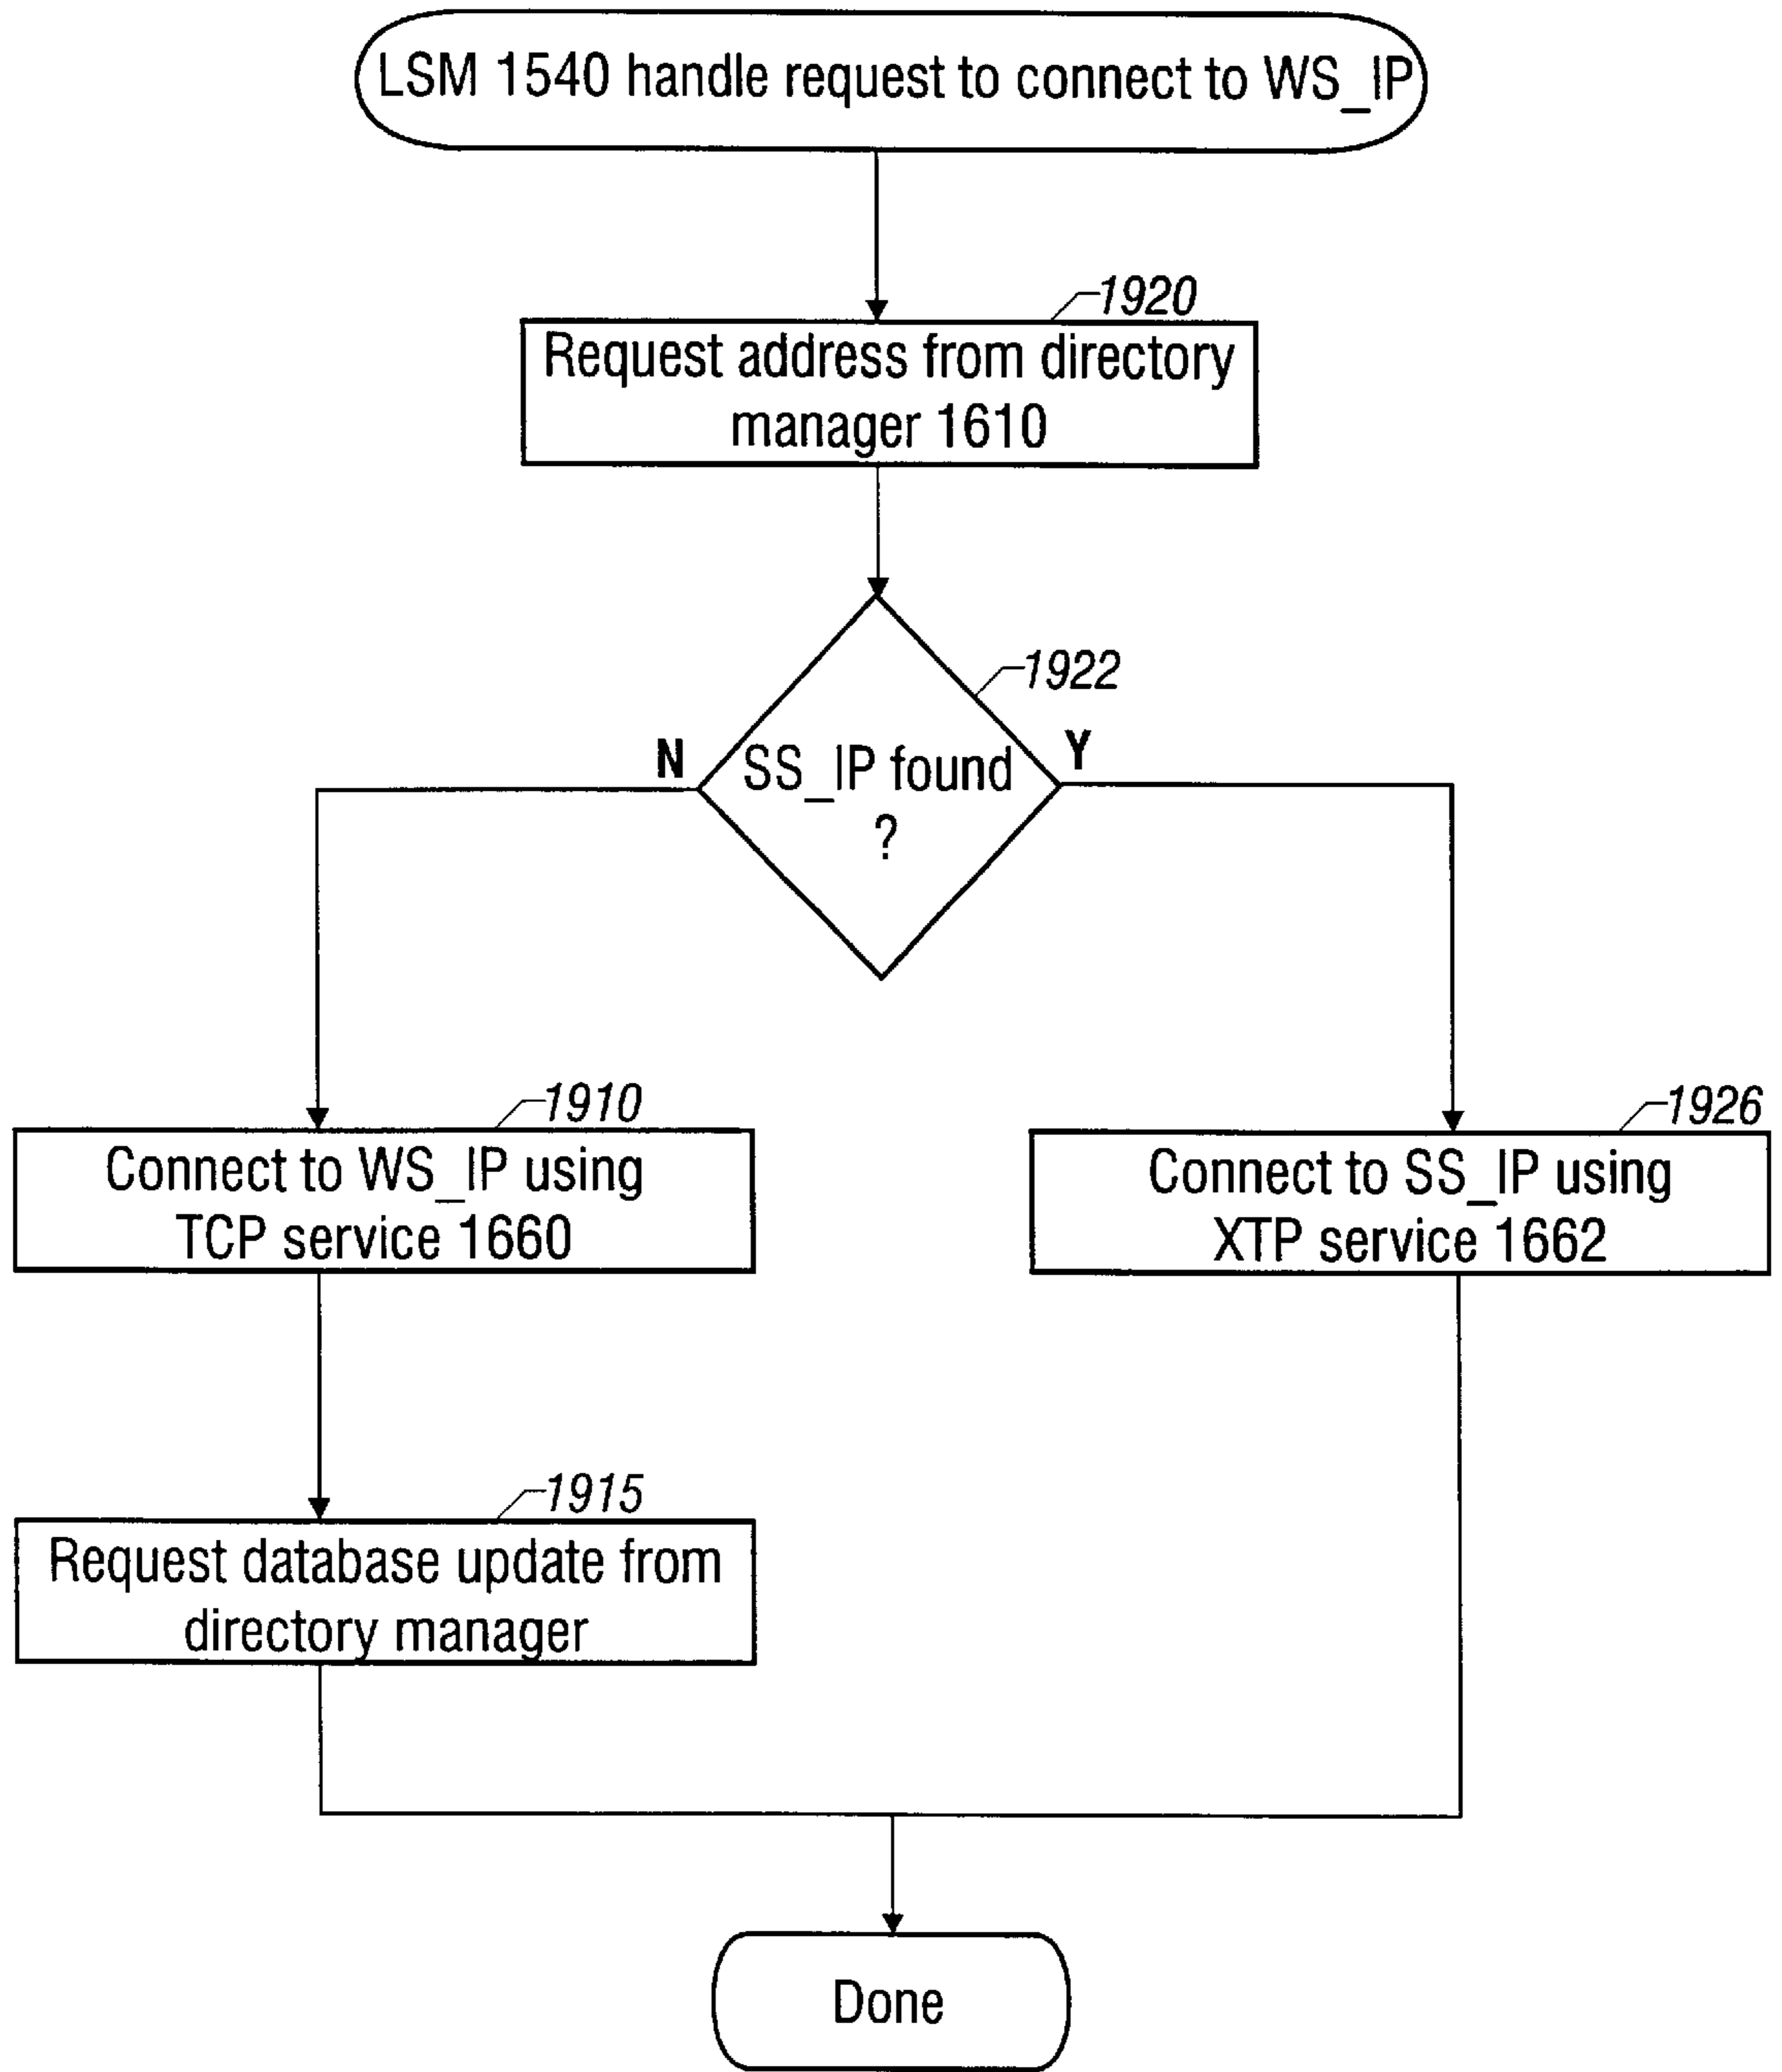 LSM 1540 handle request to connect to WS_IP
1920
Request address from directory
manager 1610
1922
N
SS_IP found
?
Y
1910
Connect to WS_IP using
TCP service 1660
1926
Connect to SS_IP using
XTP service 1662
1915
Request database update from
directory manager
Done